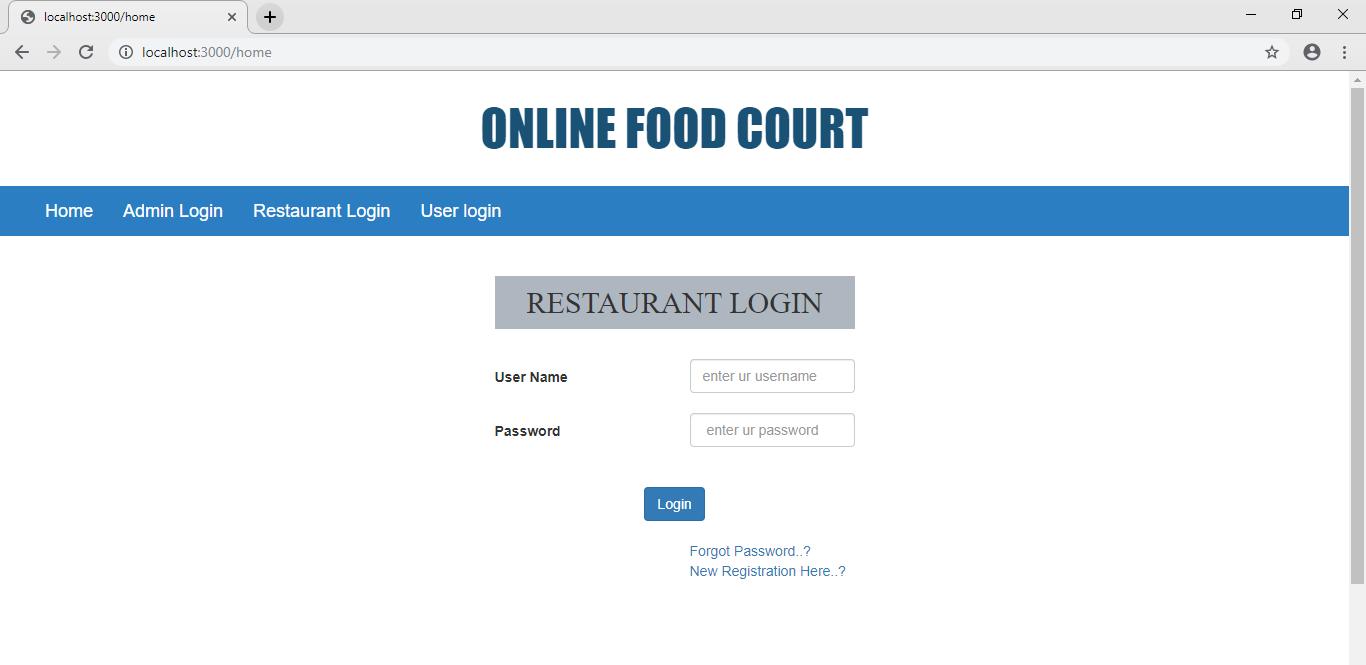 localhost:3000/home
localhost:3000/home
ONLINE FOOD COURT
Home Admin Login Restaurant Login User login
RESTAURANT LOGIN
User Name enter ur username
Password enter ur password
Login
Forgot Password..?
New Registration Here..?